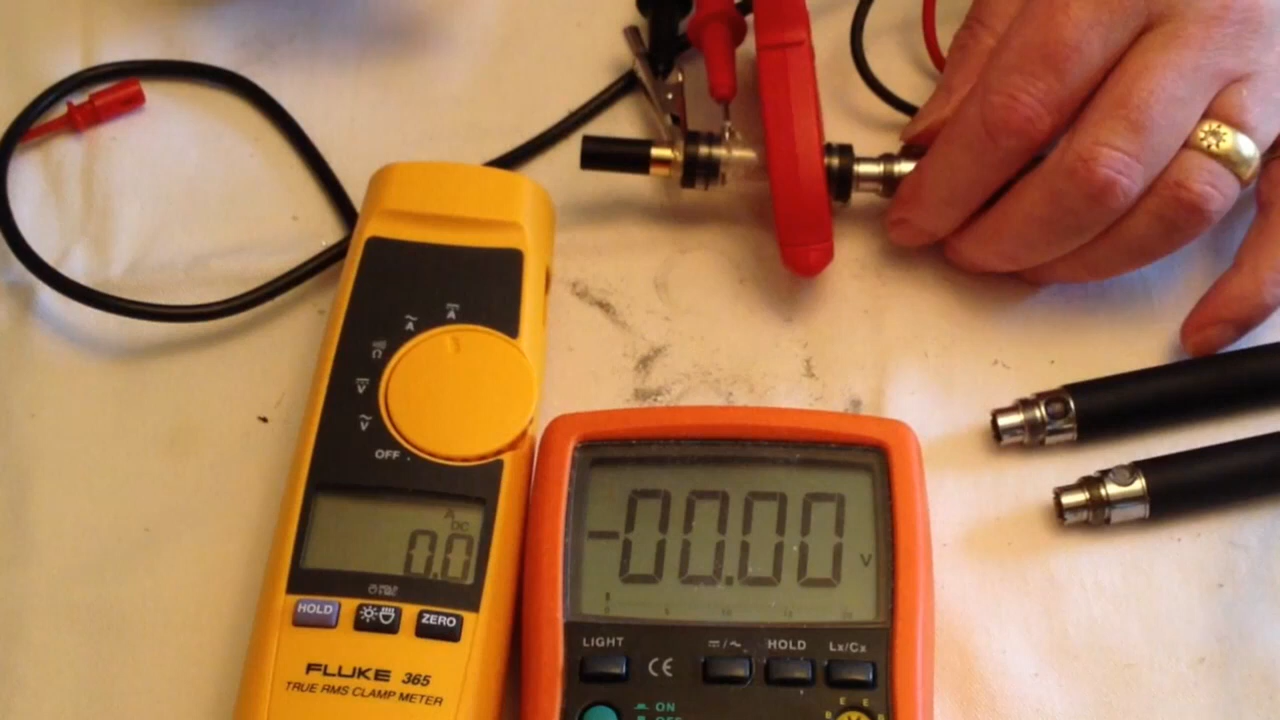 OFF
A
DC
0.0
HOLD
ZERO
FLUKE 365
TRUE RMS CLAMP METER
-00.00
V
LIGHT
CE
HOLD
Lx/Cx
ON
E E
B